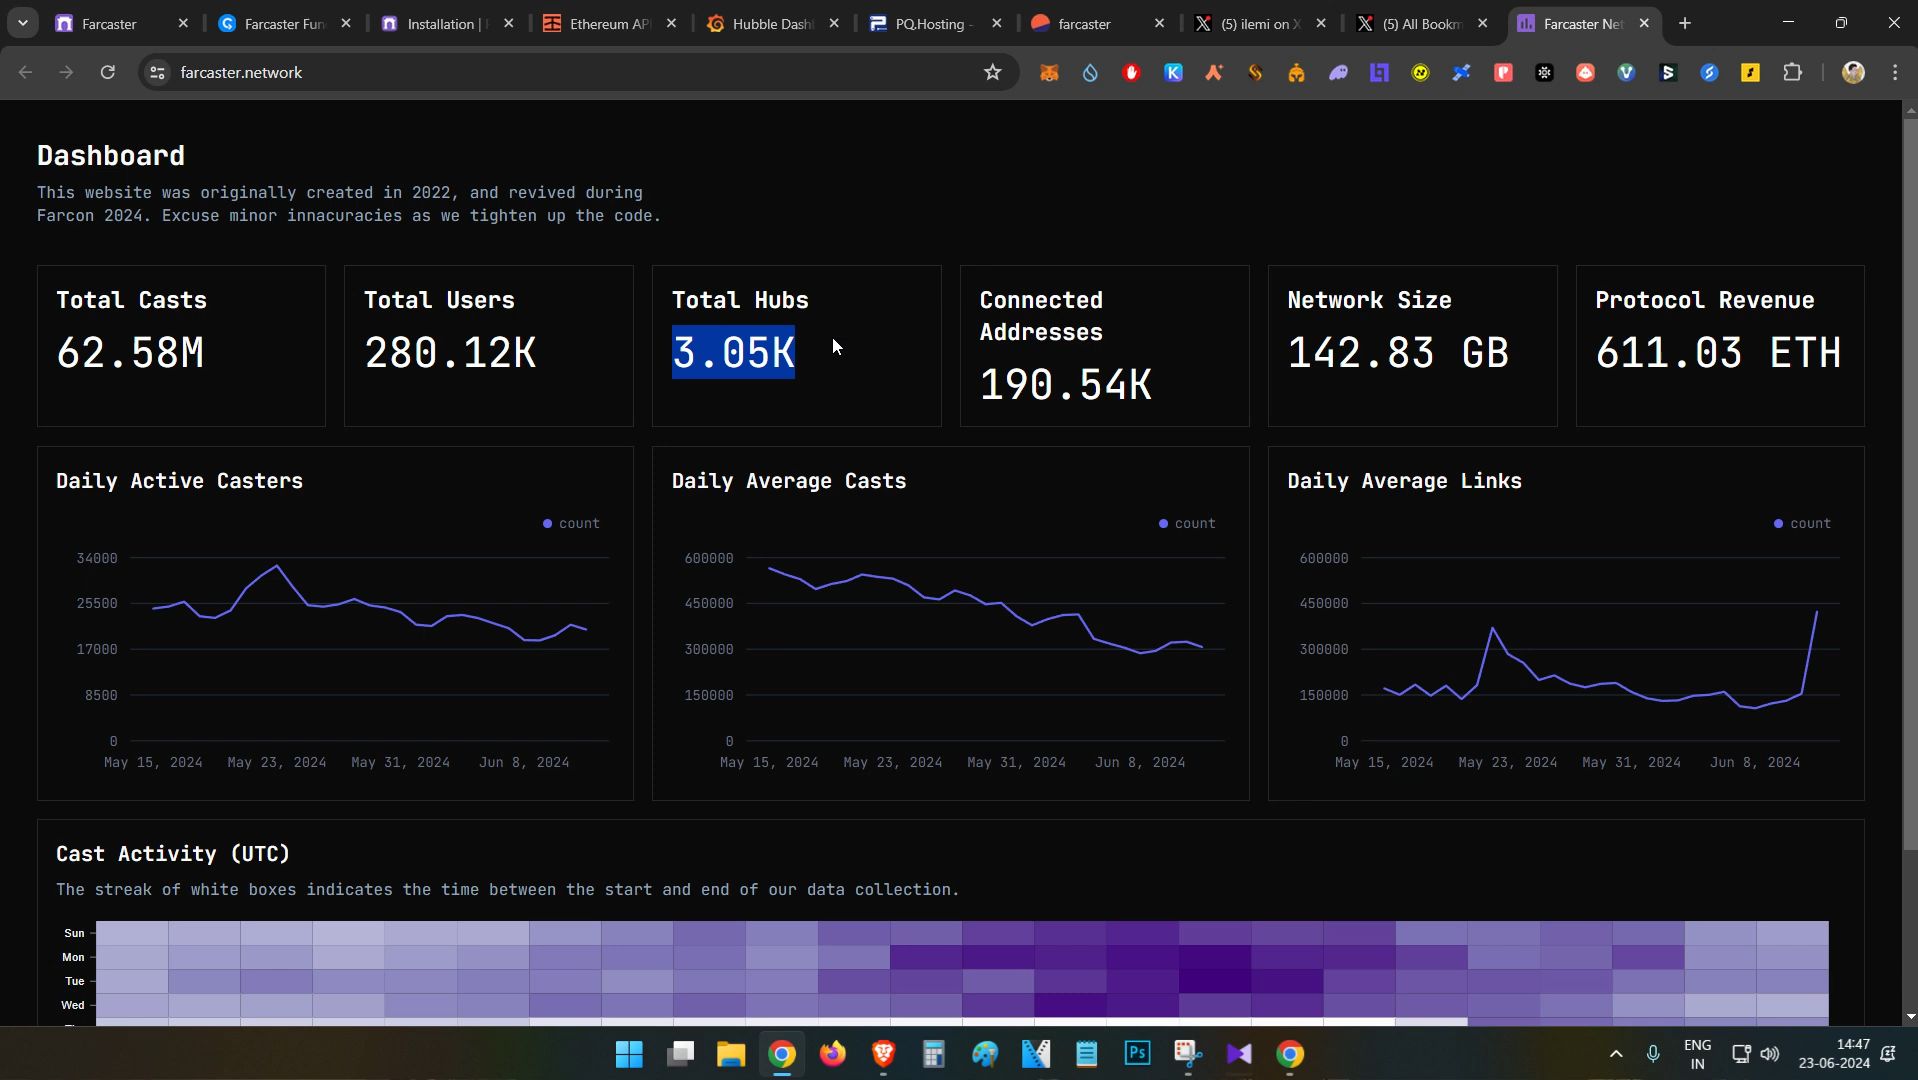 Farcaster
Farcaster Fun
Installation |
Ethereum AP
Hubble Dash
PQ.Hosting -
farcaster
(5) ilemi on X
(5) All Bookm
Farcaster Ne
farcaster.network
Dashboard
This website was originally created in 2022, and revived during
Farcon 2024. Excuse minor innacuracies as we tighten up the code.
Total Casts
62.58M
Total Users
280.12K
Total Hubs
3.05K
Connected
Addresses
190.54K
Network Size
142.83 GB
Protocol Revenue
611.03 ETH
Daily Active Casters
count
34000
25500
17000
8500
0
May 15, 2024 May 23, 2024 May 31, 2024 Jun 8, 2024
Daily Average Casts
count
600000
450000
300000
150000
0
May 15, 2024 May 23, 2024 May 31, 2024 Jun 8, 2024
Daily Average Links
count
600000
450000
300000
150000
0
May 15, 2024 May 23, 2024 May 31, 2024 Jun 8, 2024
Cast Activity (UTC)
The streak of white boxes indicates the time between the start and end of our data collection.
Sun
Mon
Tue
Wed
Ps
ENG
IN
14:47
23-06-2024